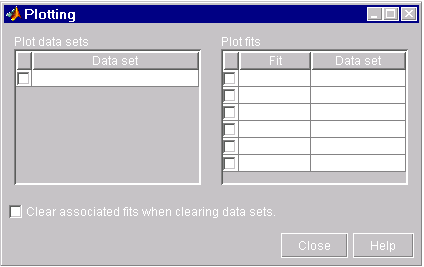 Plotting
Plot data sets
Plot fits
Data set
Fit
Data set
Clear associated fits when clearing data sets.
Close
Help